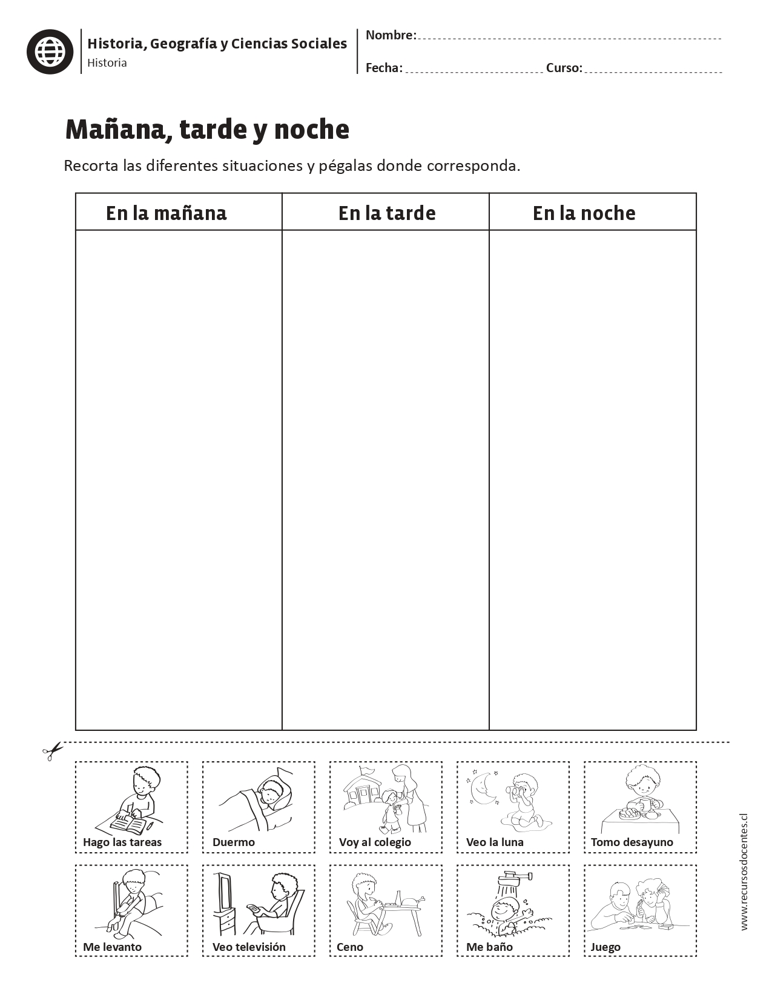 Historia, Geografía y Ciencias Sociales
Historia
Nombre:
Fecha: Curso:
Mañana, tarde y noche
Recorta las diferentes situaciones y pégalas donde corresponda.
En la mañana En la tarde En la noche
Hago las tareas Duermo Voy al colegio Veo la luna Tomo desayuno
Me levanto Veo televisión Ceno Me baño Juego
www.recursosdocentes.cl